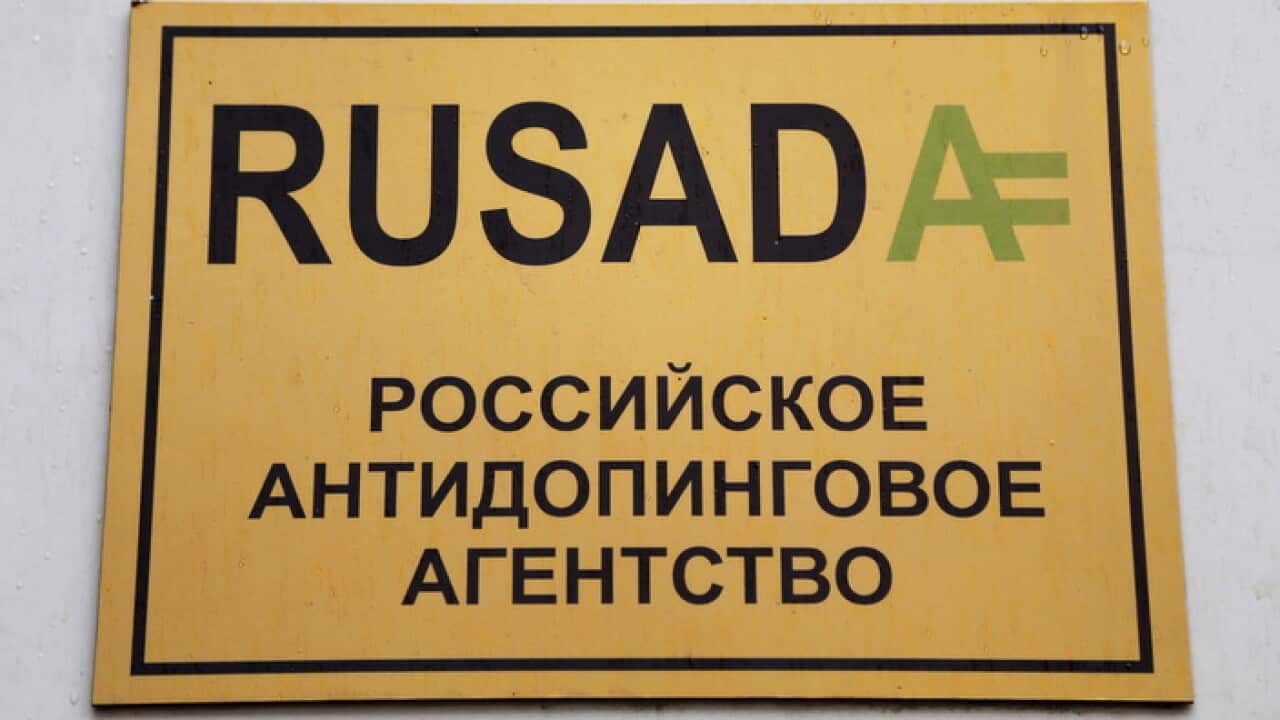 RUSADA
РОССИЙСКОЕ
АНТИДОПИНГОВОЕ
АГЕНТСТВО